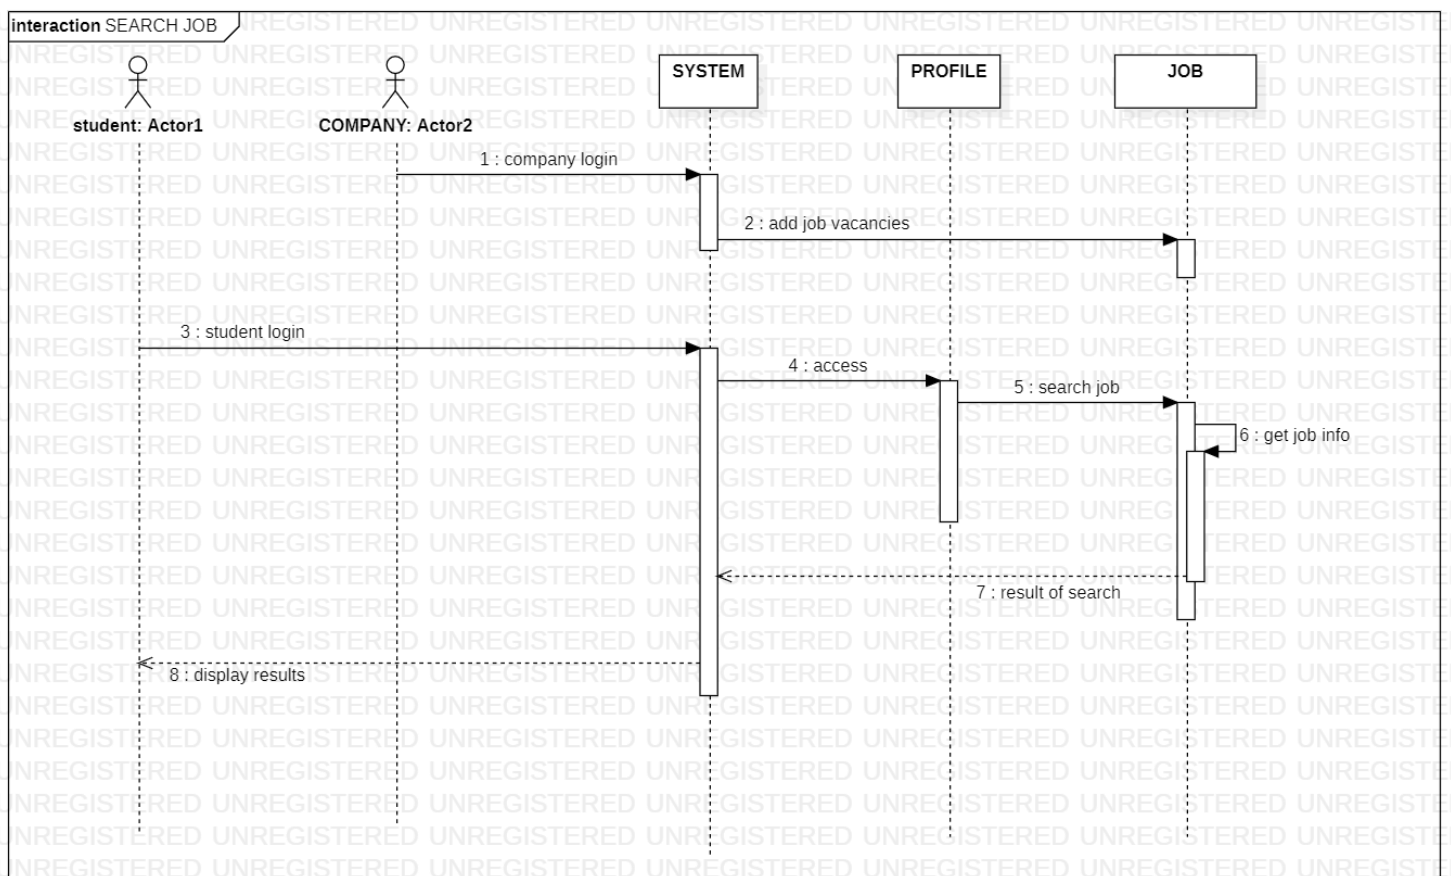 interaction SEARCH JOB
student: Actor1
COMPANY: Actor2
SYSTEM
PROFILE
JOB
1 : company login
2 : add job vacancies
3 : student login
4 : access
5 : search job
6 : get job info
7 : result of search
8 : display results
UNREGISTERED